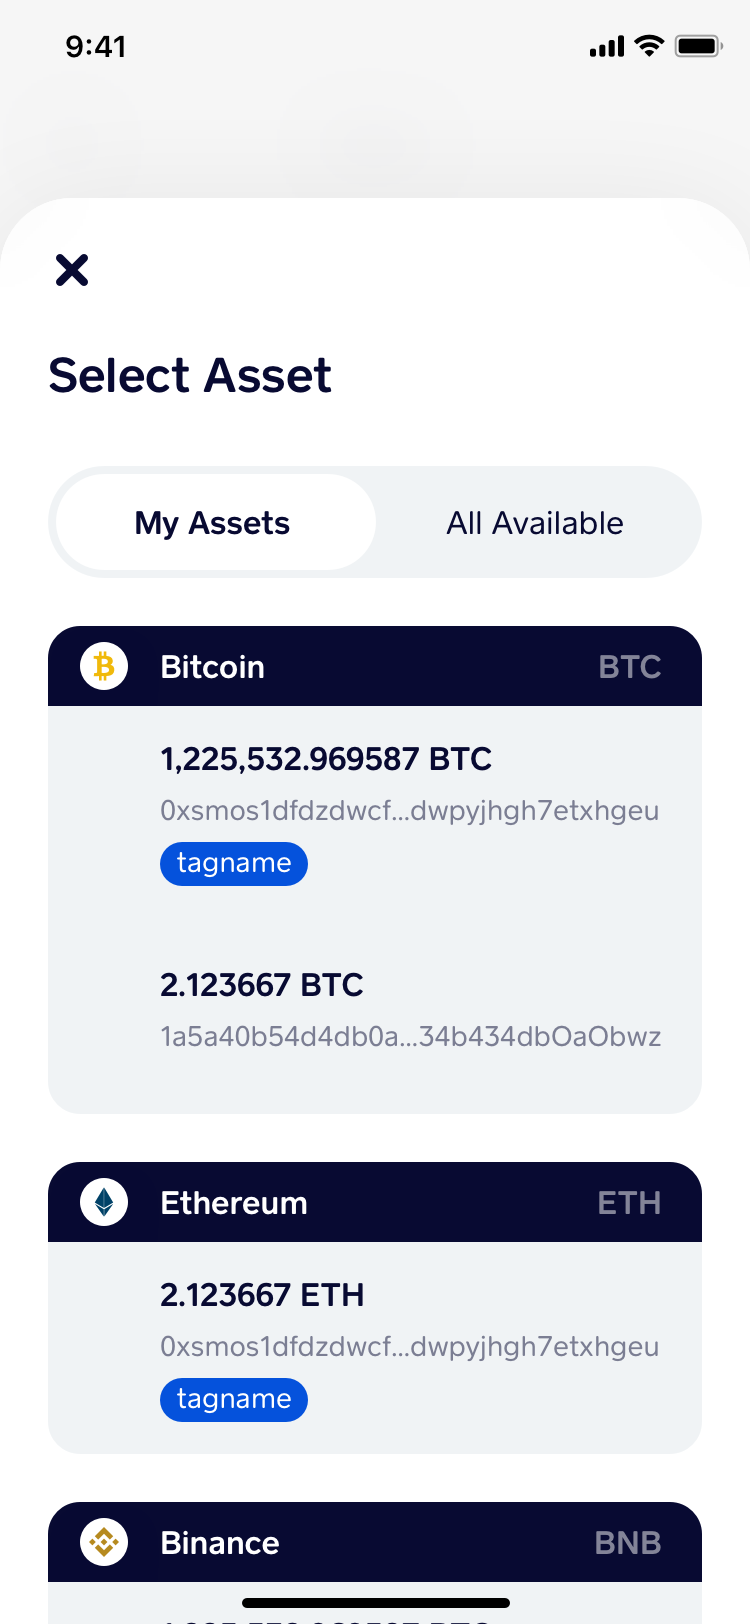 9:41
Select Asset
My Assets All Available
Bitcoin BTC
1,225,532.969587 BTC
0xsmos1dfdzdwcf...dwpyjhgh7etxhgeu
tagname
2.123667 BTC
1a5a40b54d4db0a...34b434dbOaObwz
Ethereum ETH
2.123667 ETH
0xsmos1dfdzdwcf...dwpyjhgh7etxhgeu
tagname
Binance BNB